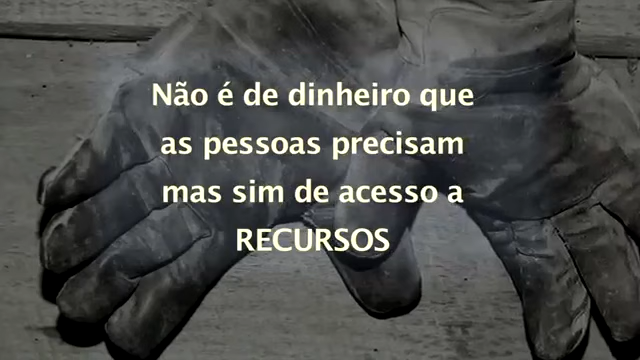 Não é de dinheiro que
as pessoas precisam
mas sim de acesso a
RECURSOS